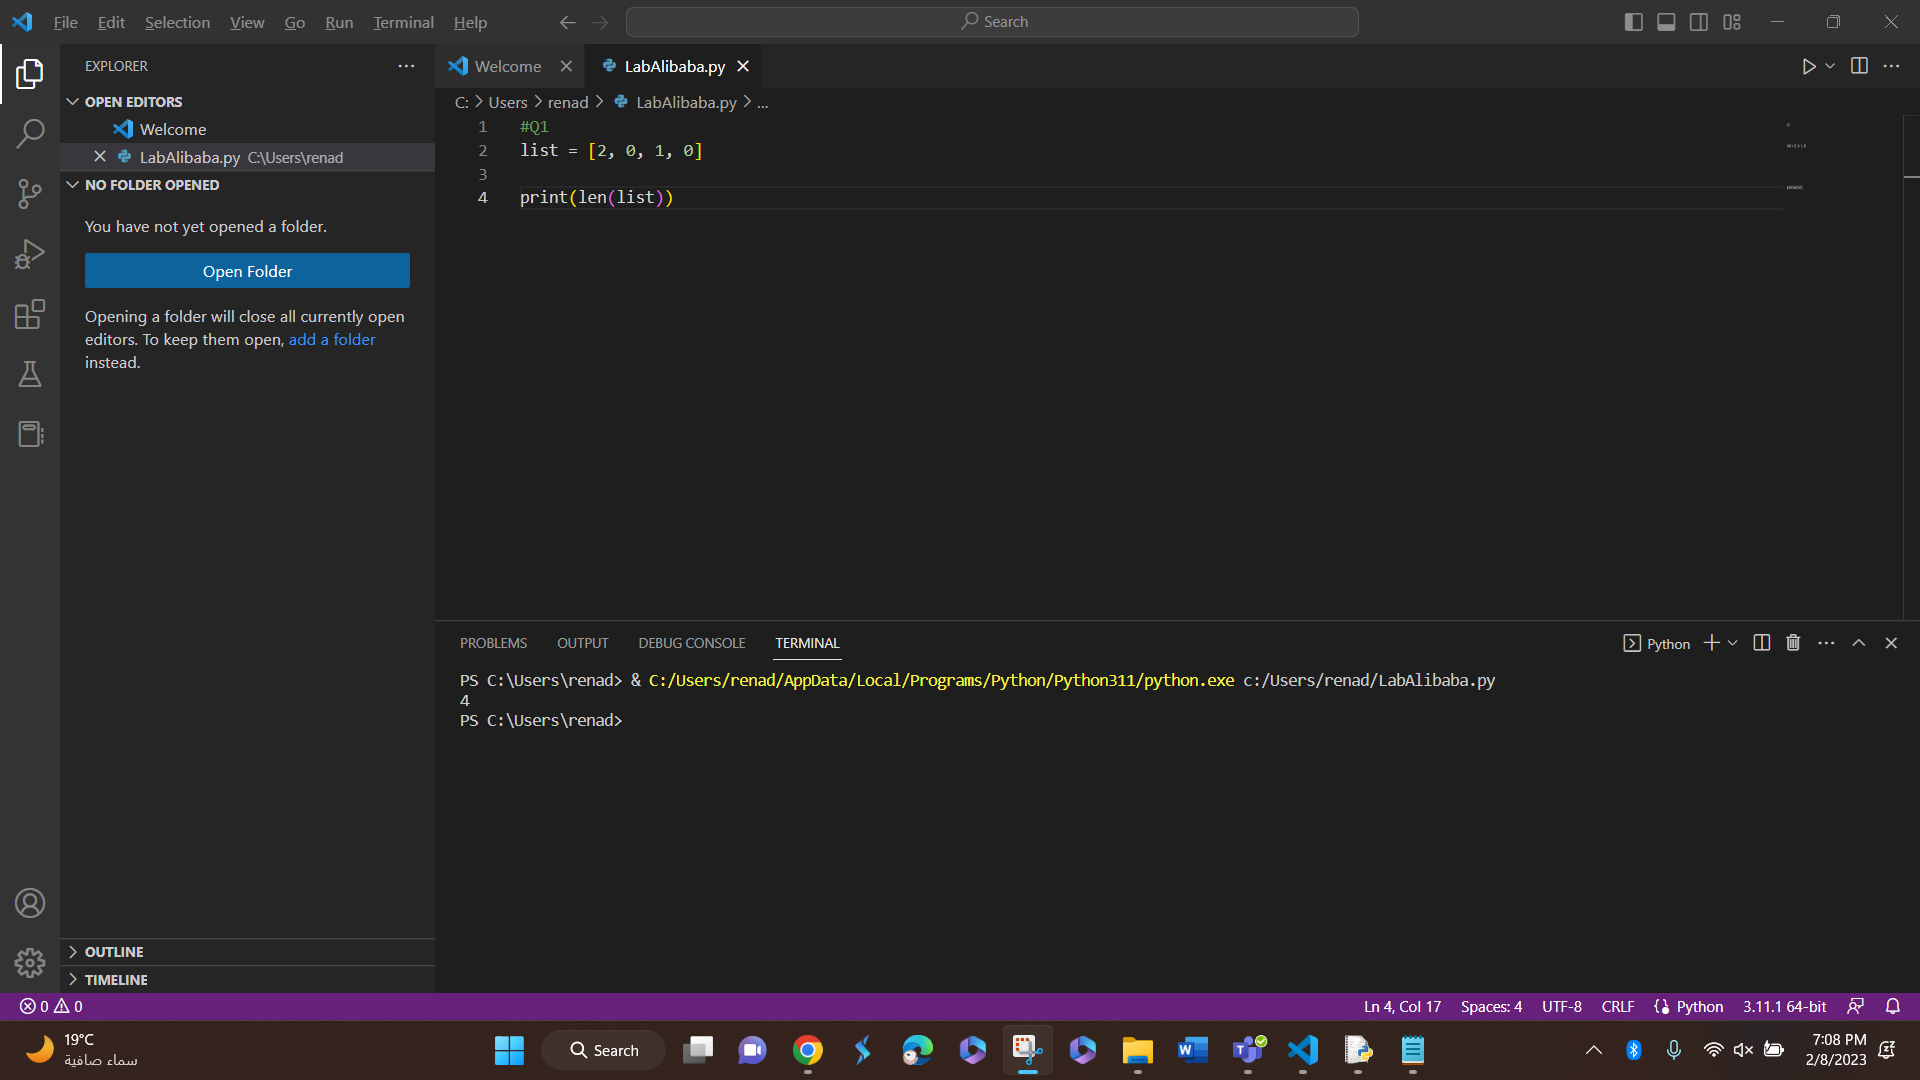 File Edit Selection View Go Run Terminal Help
Search
EXPLORER
OPEN EDITORS
Welcome
LabAlibaba.py C:\Users\renad
NO FOLDER OPENED
You have not yet opened a folder.
Open Folder
Opening a folder will close all currently open
editors. To keep them open, add a folder
instead.
OUTLINE
TIMELINE
Welcome LabAlibaba.py
C: Users renad LabAlibaba.py ...
1 #Q1
2 list = [2, 0, 1, 0]
3
4 print(len(list))
PROBLEMS OUTPUT DEBUG CONSOLE TERMINAL
Python
PS C:\Users\renad> & C:/Users/renad/AppData/Local/Programs/Python/Python311/python.exe c:/Users/renad/LabAlibaba.py
4
PS C:\Users\renad>
0 0
Ln 4, Col 17 Spaces: 4 UTF-8 CRLF Python 3.11.1 64-bit
19°C
سماء صافية
Search
7:08 PM
2/8/2023